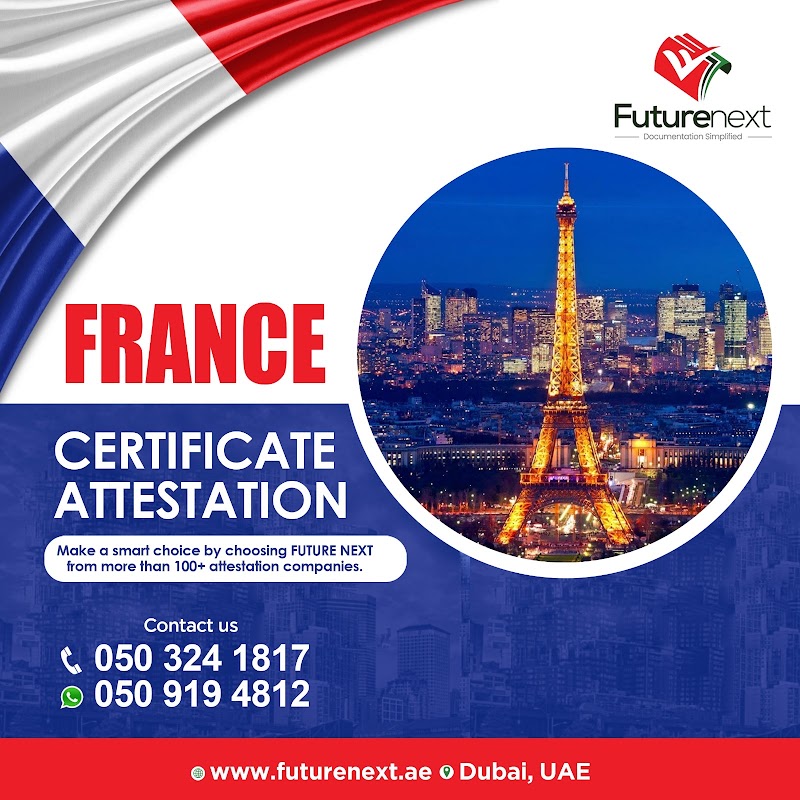 Futurenext
Documentation Simplified
FRANCE
CERTIFICATE
ATTESTATION
Make a smart choice by choosing FUTURE NEXT
from more than 100+ attestation companies.
Contact us
050 324 1817
050 919 4812
www.futurenext.ae Dubai, UAE